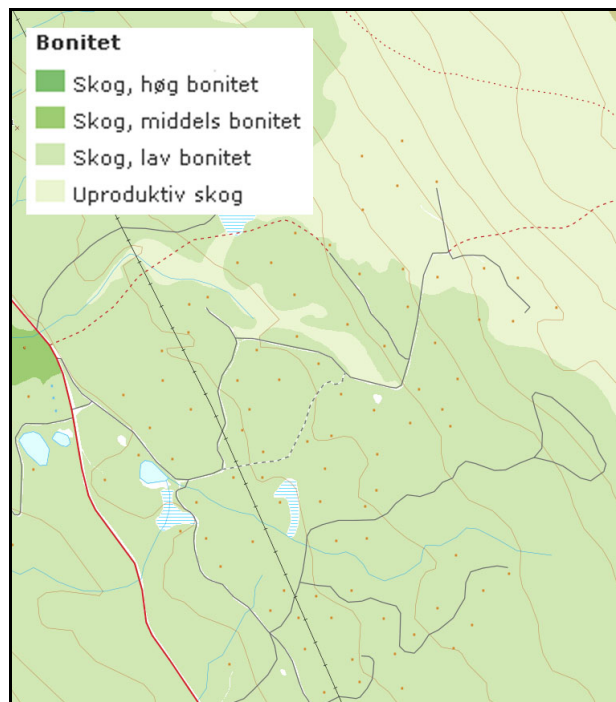 Bonitet
Skog, høg bonitet
Skog, middels bonitet
Skog, lav bonitet
Uproduktiv skog